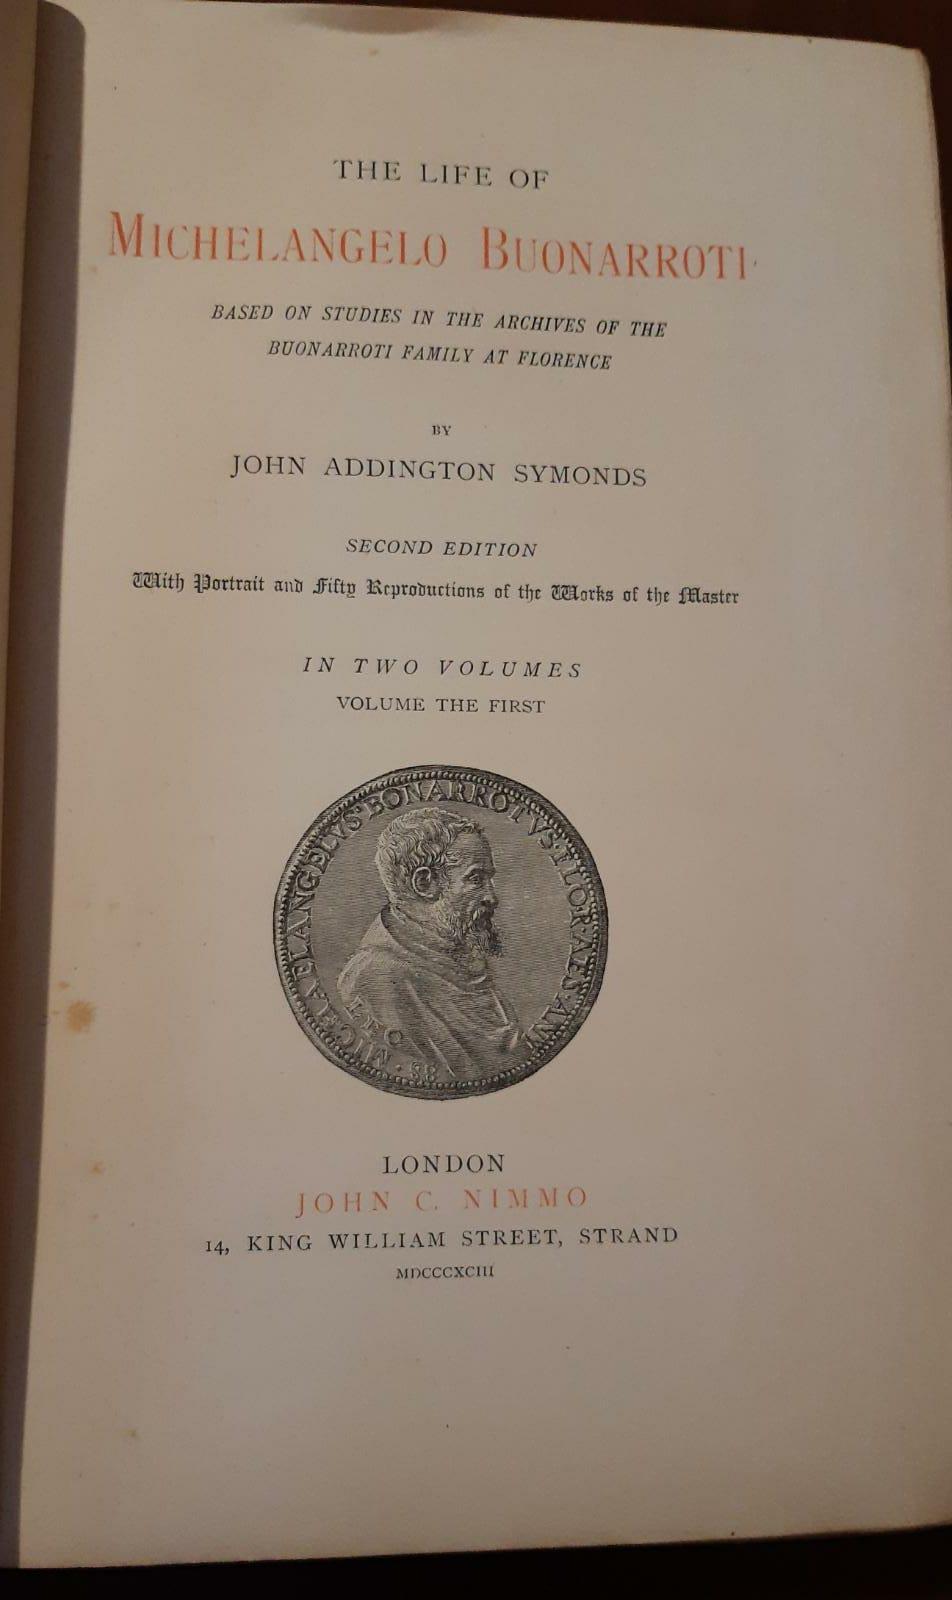 THE LIFE OF
MICHELANGELO BUONARROTI
BASED ON STUDIES IN THE ARCHIVES OF THE
BUONARROTI FAMILY AT FLORENCE
BY
JOHN ADDINGTON SYMONDS
SECOND EDITION
With Portrait and Fifty Reproductions of the Works of the Master
IN TWO VOLUMES
VOLUME THE FIRST
MICHAELANGELVS·BONARROTVS·FLOR·AES·ANN
LEO
88
LONDON
JOHN C. NIMMO
14, KING WILLIAM STREET, STRAND
MDCCCXCIII